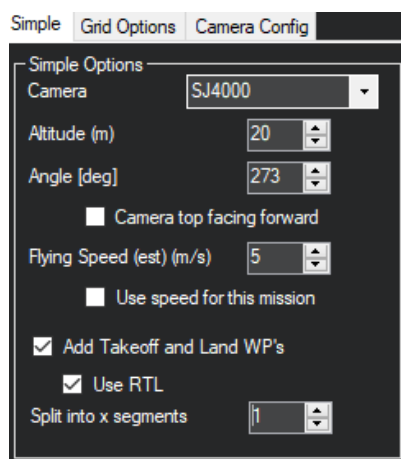 Simple Grid Options Camera Config
Simple Options
Camera SJ4000
Altitude (m) 20
Angle [deg] 273
Camera top facing forward
Flying Speed (est) (m/s) 5
Use speed for this mission
Add Takeoff and Land WP's
Use RTL
Split into x segments 1